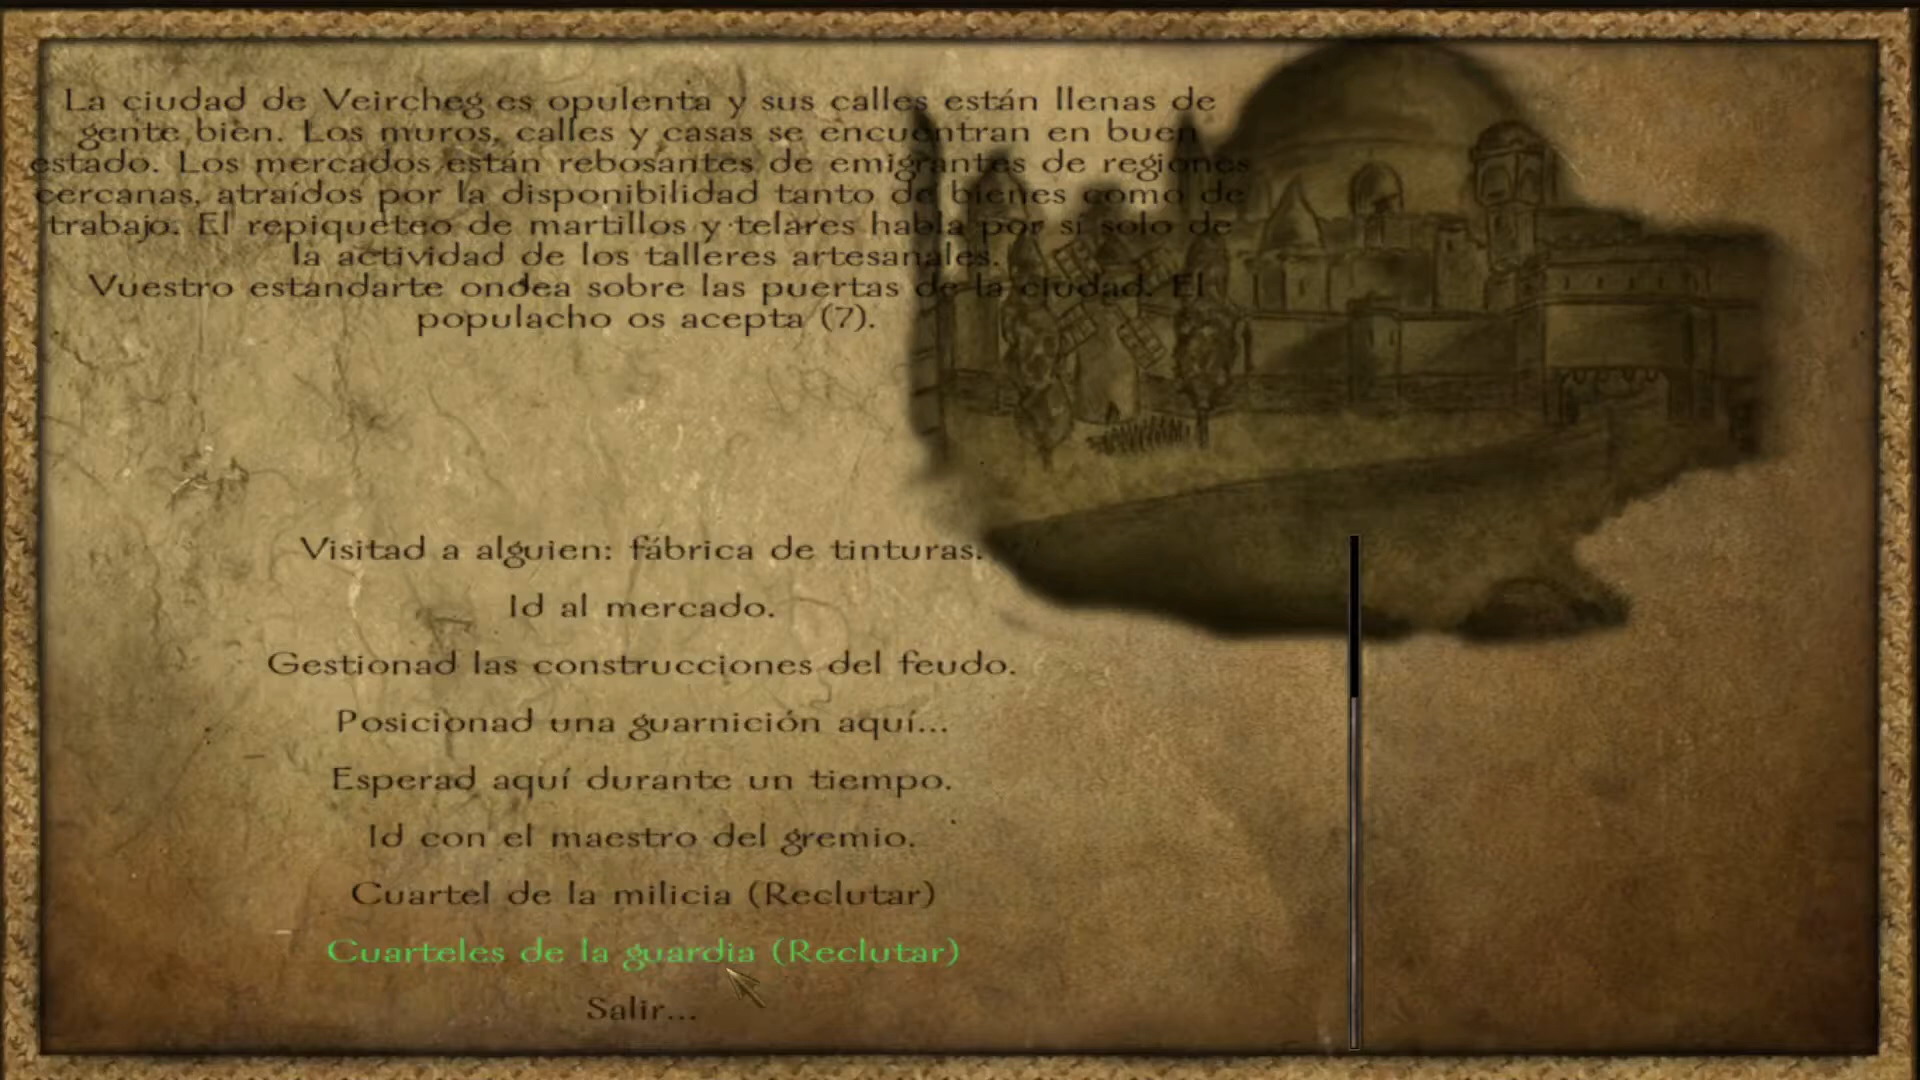 La ciudad de Veircheg es opulenta y sus calles están llenas de
gente bien. Los muros, calles y casas se encuentran en buen
estado. Los mercados están rebosantes de emigrantes de regiones
cercanas, atraídos por la disponibilidad tanto de bienes como de
trabajo. El repiqueteo de martillos y telares habla por sí solo de
la actividad de los talleres artesanales.
Vuestro estandarte ondea sobre las puertas de la ciudad. El
populacho os acepta (7).
Visitad a alguien: fábrica de tinturas.
Id al mercado.
Gestionad las construcciones del feudo.
Posicionad una guarnición aquí...
Esperad aquí durante un tiempo.
Id con el maestro del gremio.
Cuartel de la milicia (Reclutar)
Cuarteles de la guardia (Reclutar)
Salir...